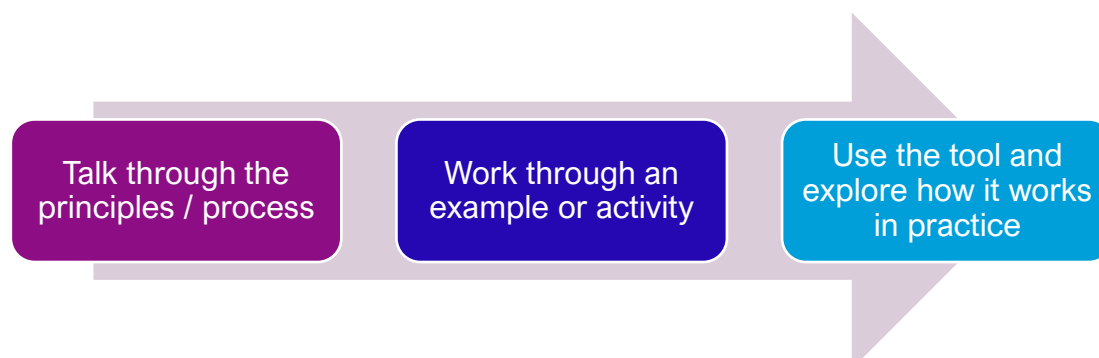 Talk through the
principles / process
Work through an
example or activity
Use the tool and
explore how it works
in practice